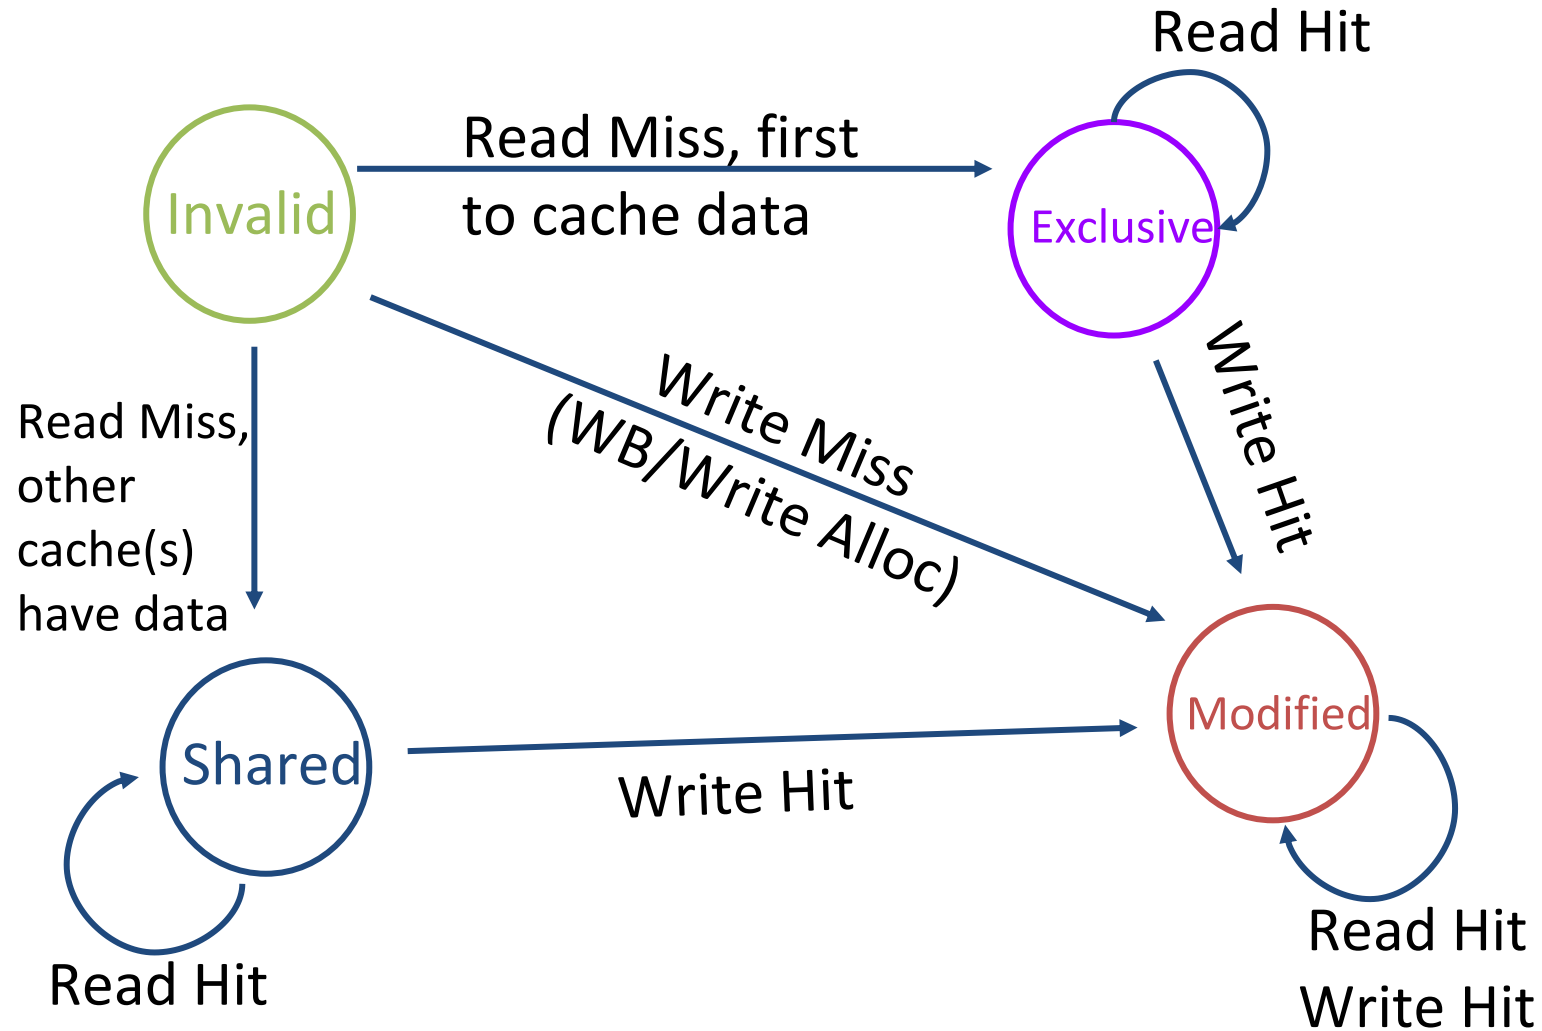 Read Hit
Read Miss, first
to cache data
Invalid
Exclusive
Write Miss
(WB/Write Alloc)
Write Hit
Read Miss,
other
cache(s)
have data
Shared
Write Hit
Modified
Read Hit
Read Hit
Write Hit